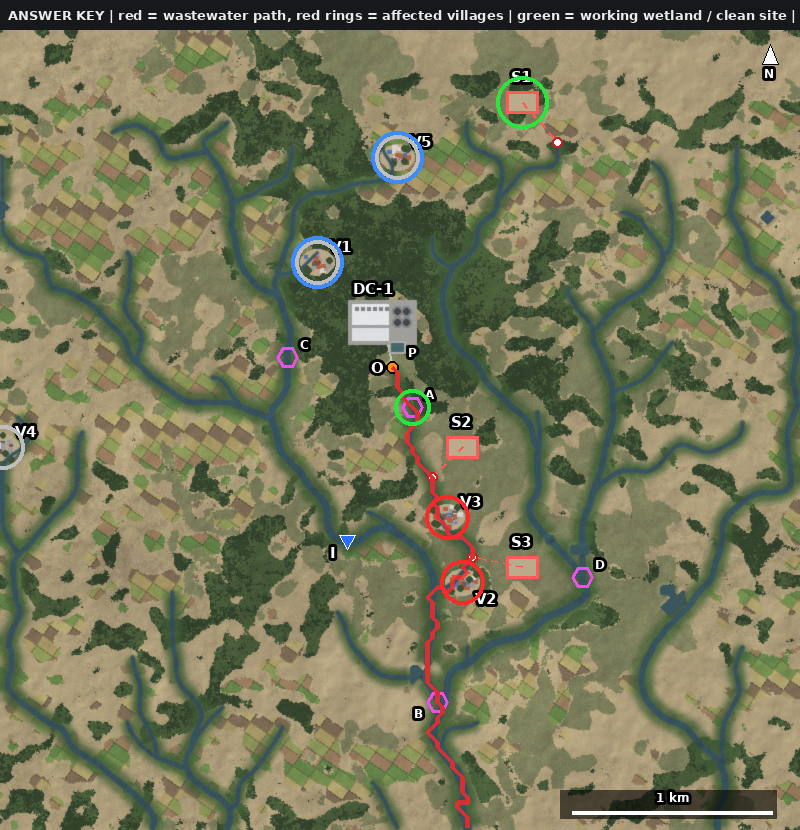 ANSWER KEY | red = wastewater path, red rings = affected villages | green = working wetland / clean site |
N
S1
V5
V1
DC-1
P
C
O
A
S2
V4
V3
I
S3
D
V2
B
1 km